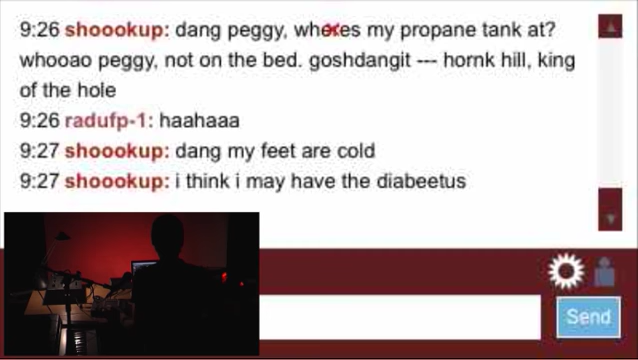 9:26 shoookup: dang peggy, wheres my propane tank at?
whooao peggy, not on the bed. goshdangit --- hornk hill, king
of the hole
9:26 radufp-1: haahaaa
9:27 shoookup: dang my feet are cold
9:27 shoookup: i think i may have the diabeetus
Send